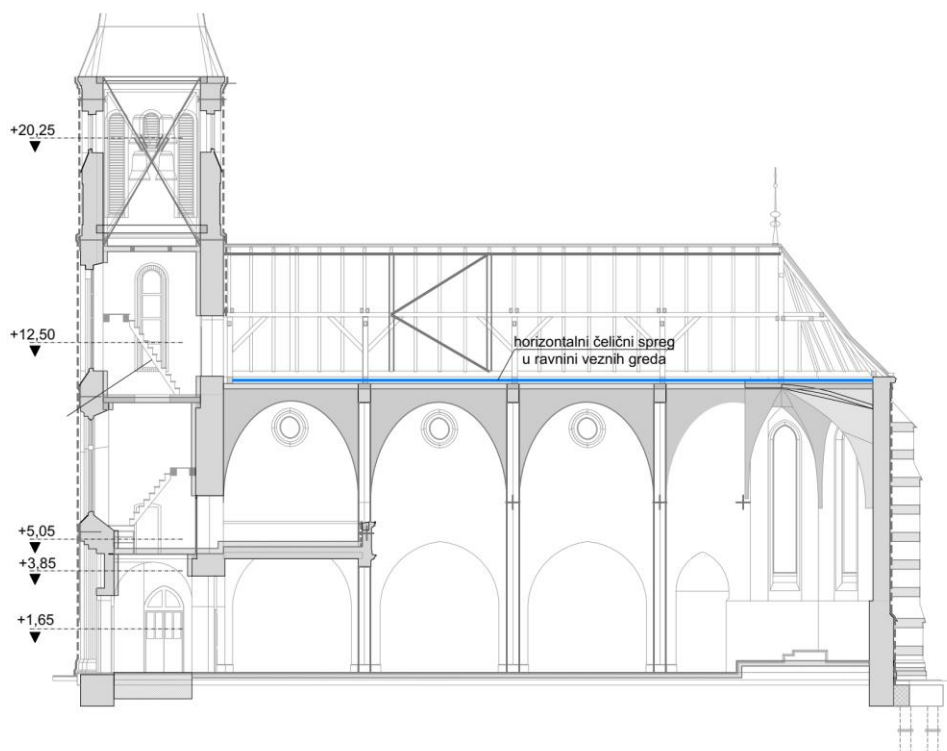 +20,25
+12,50
horizontalni čelični spreg
u ravnini veznih greda
+5,05
+3,85
+1,65